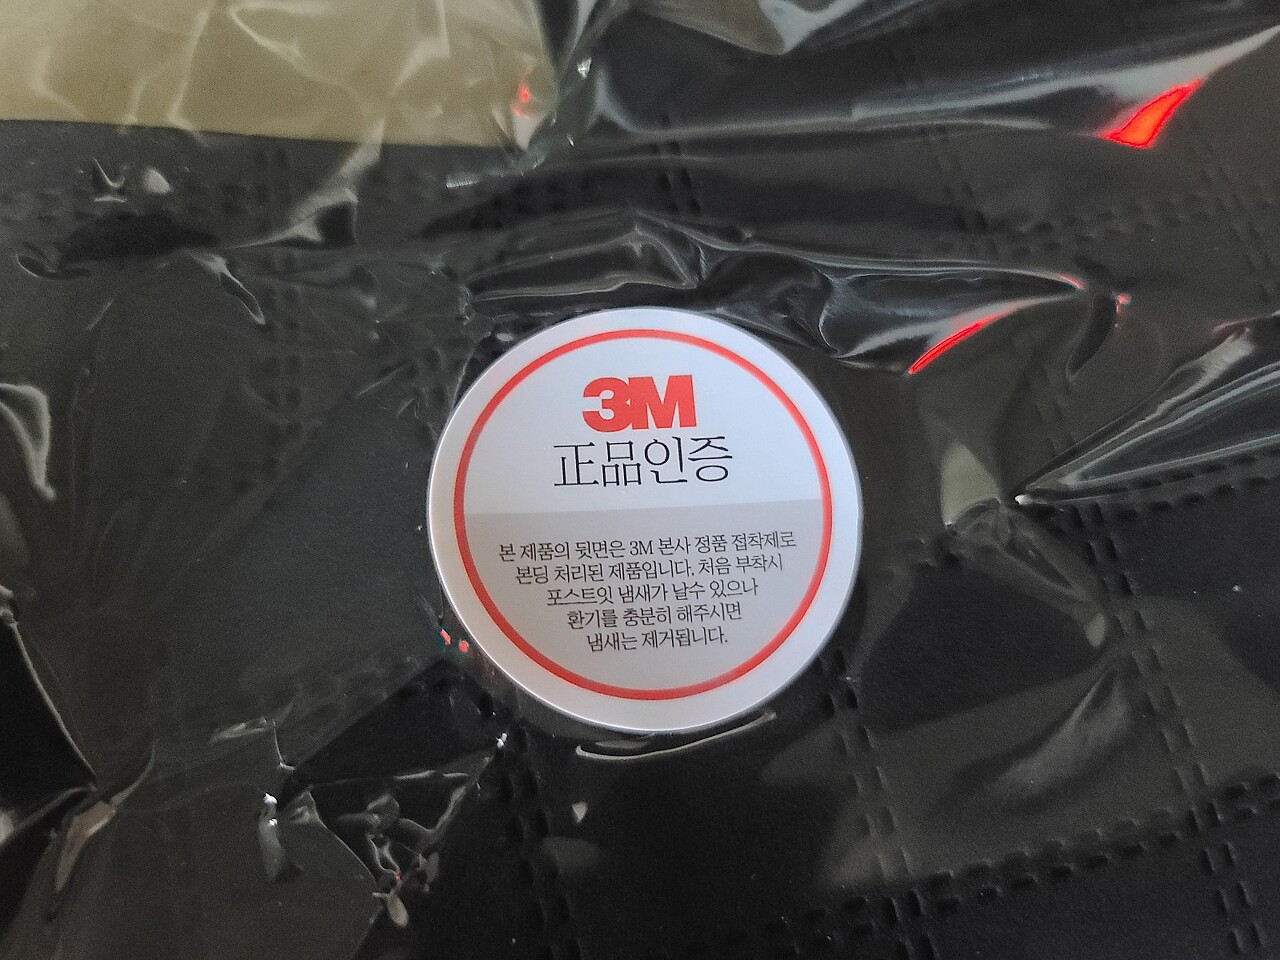 3M
正品인증
본 제품의 뒷면은 3M 본사 정품 접착제로
본딩 처리된 제품입니다. 처음 부착시
포스트잇 냄새가 날수 있으나
환기를 충분히 해주시면
냄새는 제거됩니다.